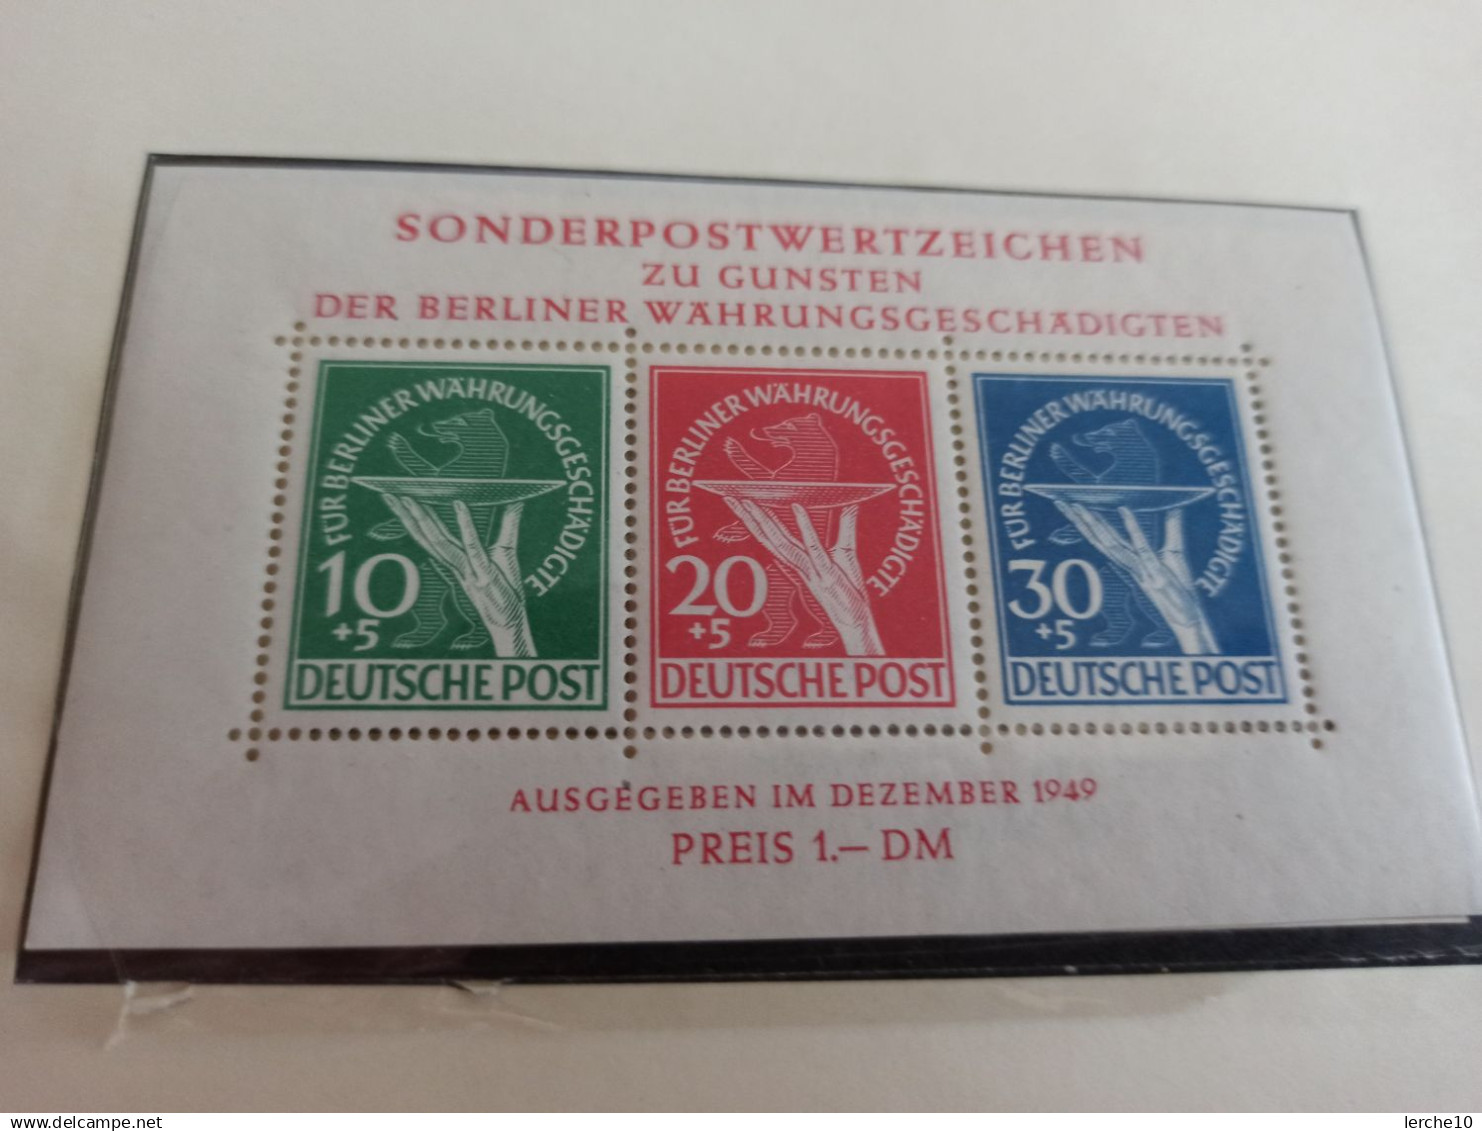 SONDERPOSTWERTZEICHEN
ZU GUNSTEN
DER BERLINER WÄHRUNGSGESCHÄDIGTEN
FÜR BERLINER WÄHRUNGSGESCHÄDIGTE
10
+5
DEUTSCHE POST
FÜR BERLINER WÄHRUNGSGESCHÄDIGTE
20
+5
DEUTSCHE POST
FÜR BERLINER WÄHRUNGSGESCHÄDIGTE
30
+5
DEUTSCHE POST
AUSGEGEBEN IM DEZEMBER 1949
PREIS 1.— DM
www.delcampe.net
lerche10